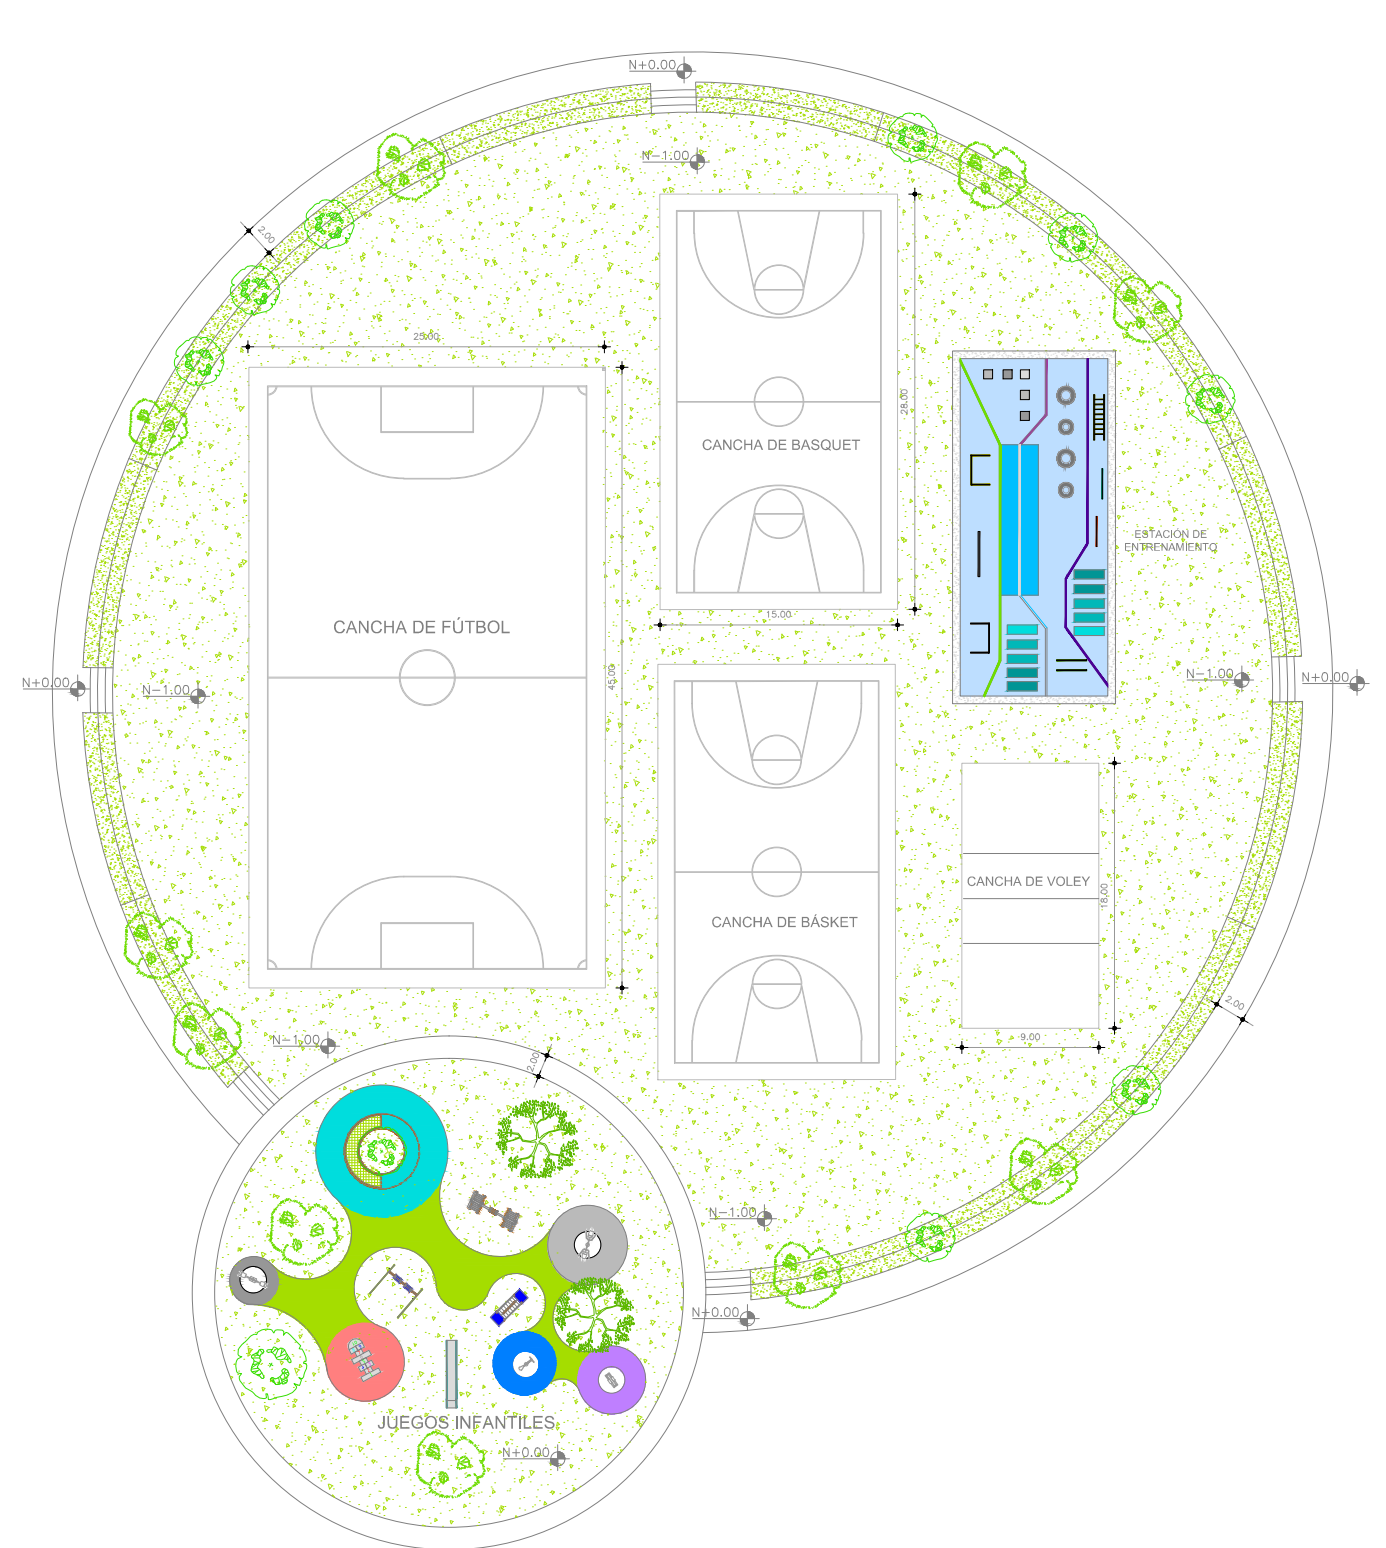 N+0.00
N-1.00
2.00
25.00
28.00
CANCHA DE BASQUET
ESTACIÓN DE
ENTRENAMIENTO
15.00
CANCHA DE FÚTBOL
45.00
N+0.00
N-1.00
N-1.00
N+0.00
CANCHA DE VOLEY
18.00
CANCHA DE BÁSKET
2.00
9.00
N-1.00
2.00
N-1.00
N+0.00
JUEGOS INFANTILES
N+0.00